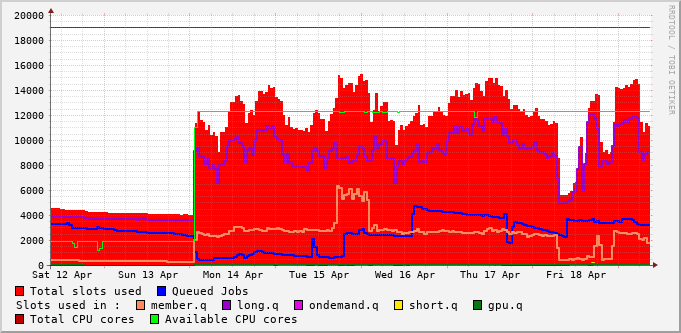 20000
18000
16000
14000
12000
10000
8000
6000
4000
2000
0
Sat 12 Apr Sun 13 Apr Mon 14 Apr Tue 15 Apr Wed 16 Apr Thu 17 Apr Fri 18 Apr
Total slots used Queued Jobs
Slots used in : member.q long.q ondemand.q short.q gpu.q
Total CPU cores Available CPU cores
RRDTOOL / TOBI OETIKER